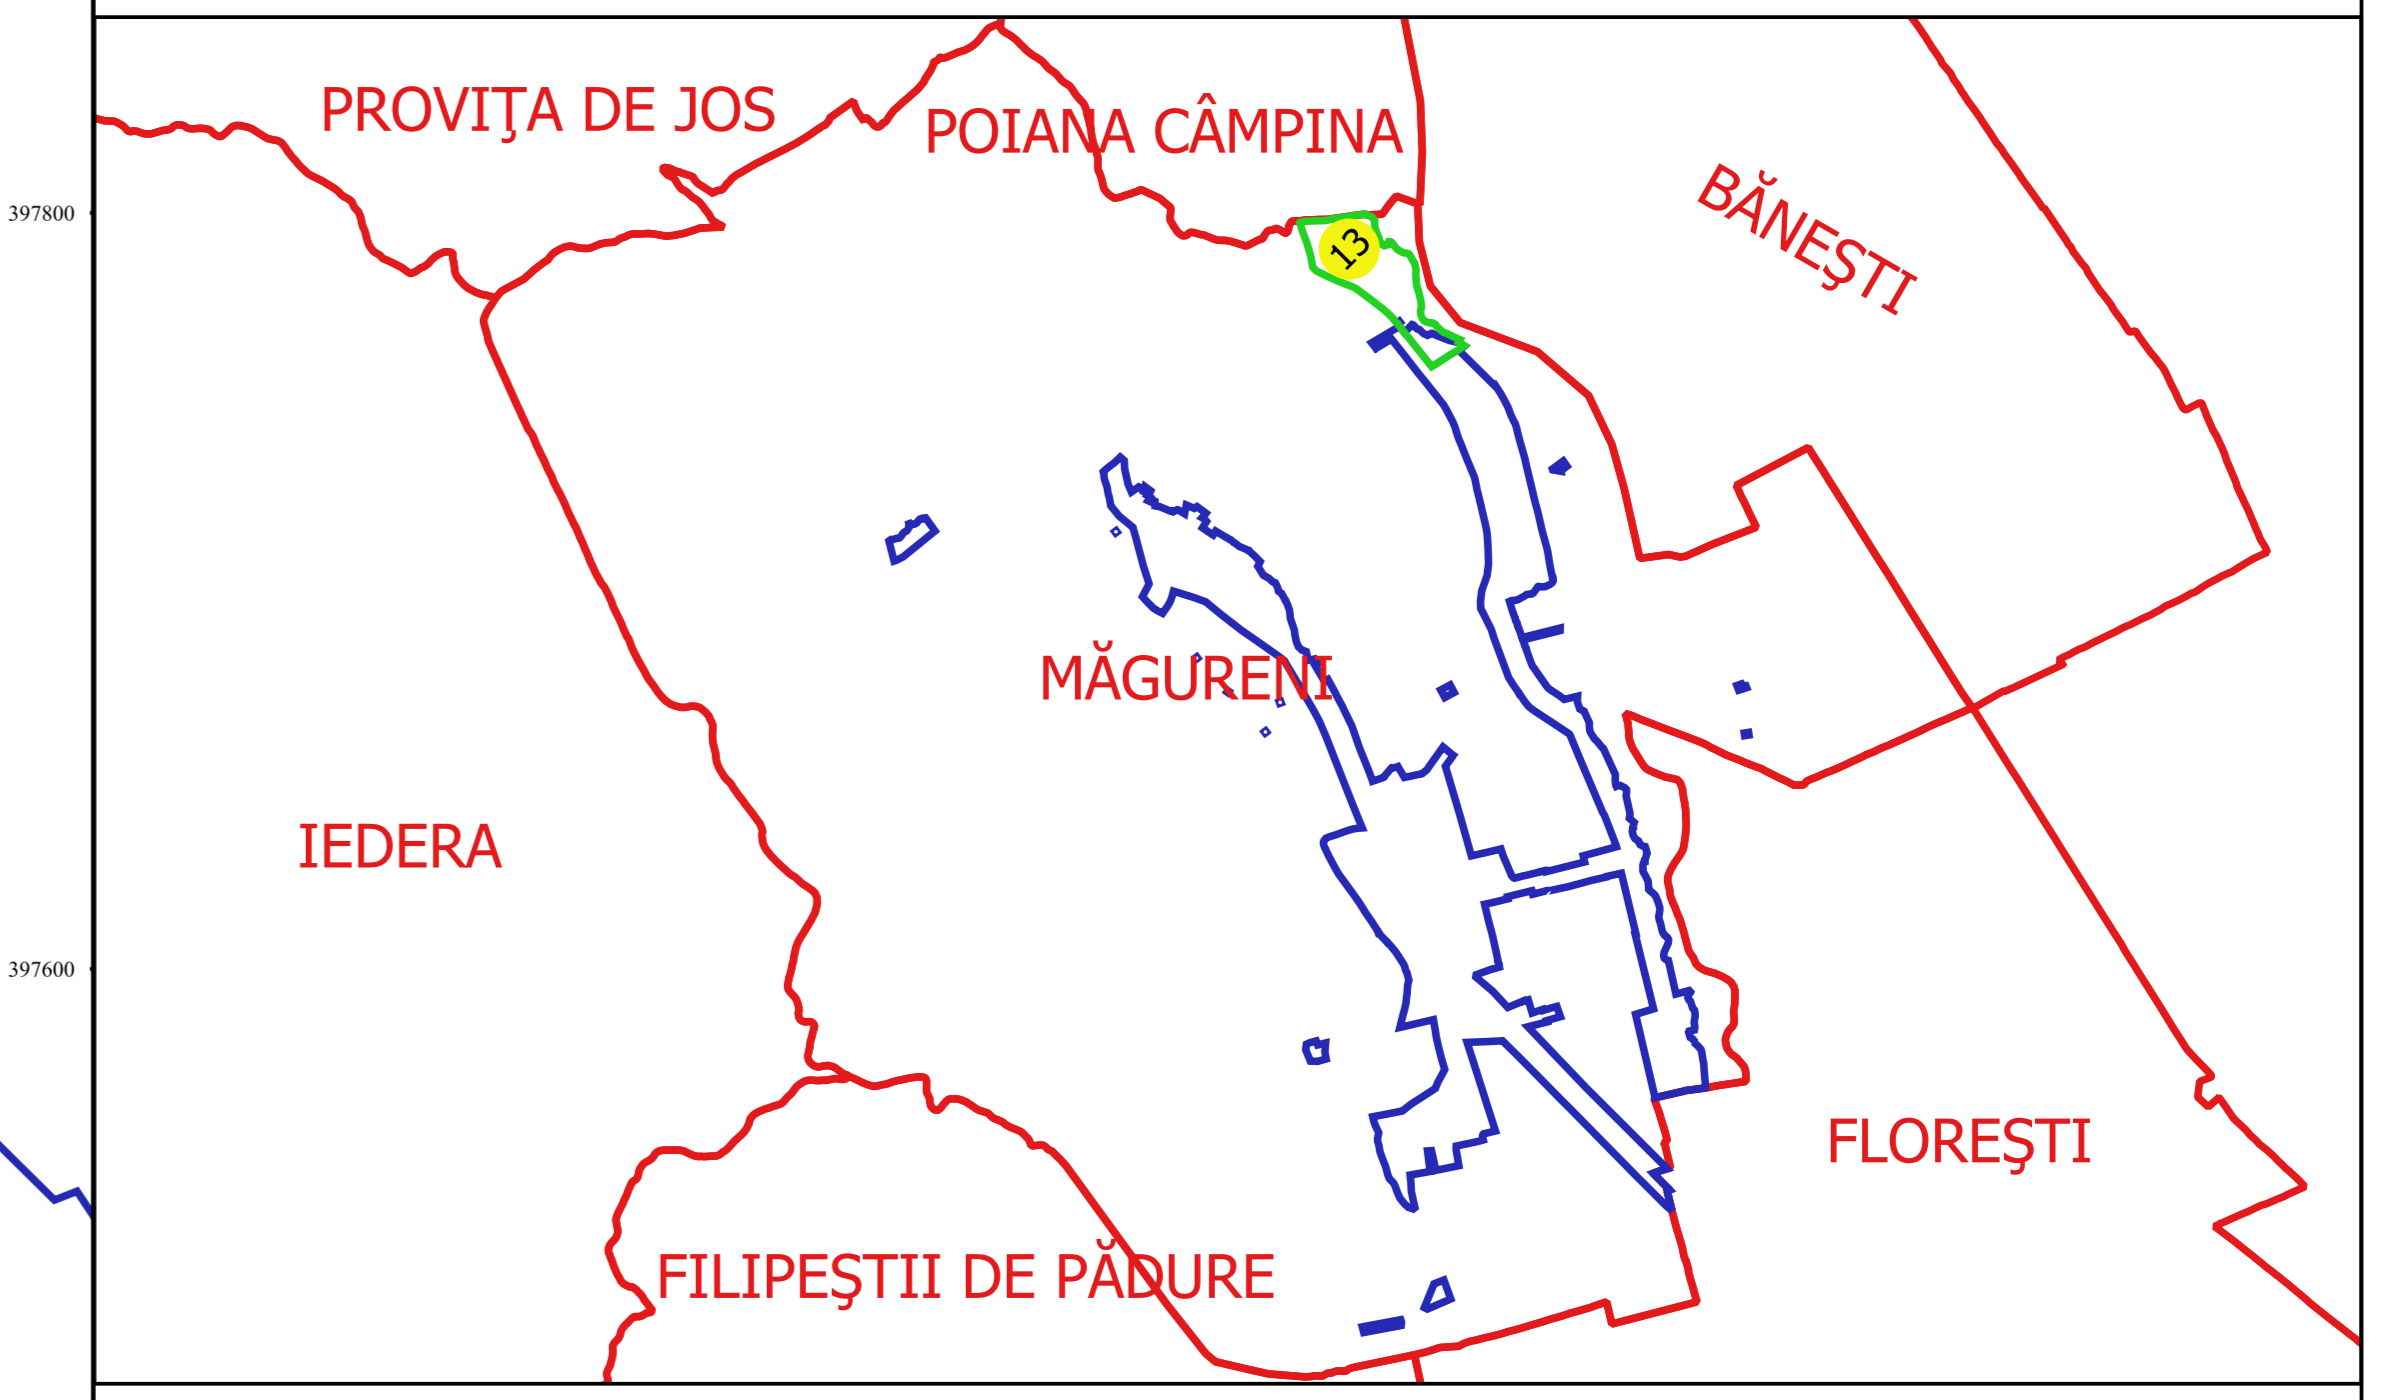 PROVIŢA DE JOS
POIANA CÂMPINA
BĂNEŞTI
397800
13
MĂGURENI
IEDERA
397600
FLOREŞTI
FILIPEŞTII DE PĂDURE